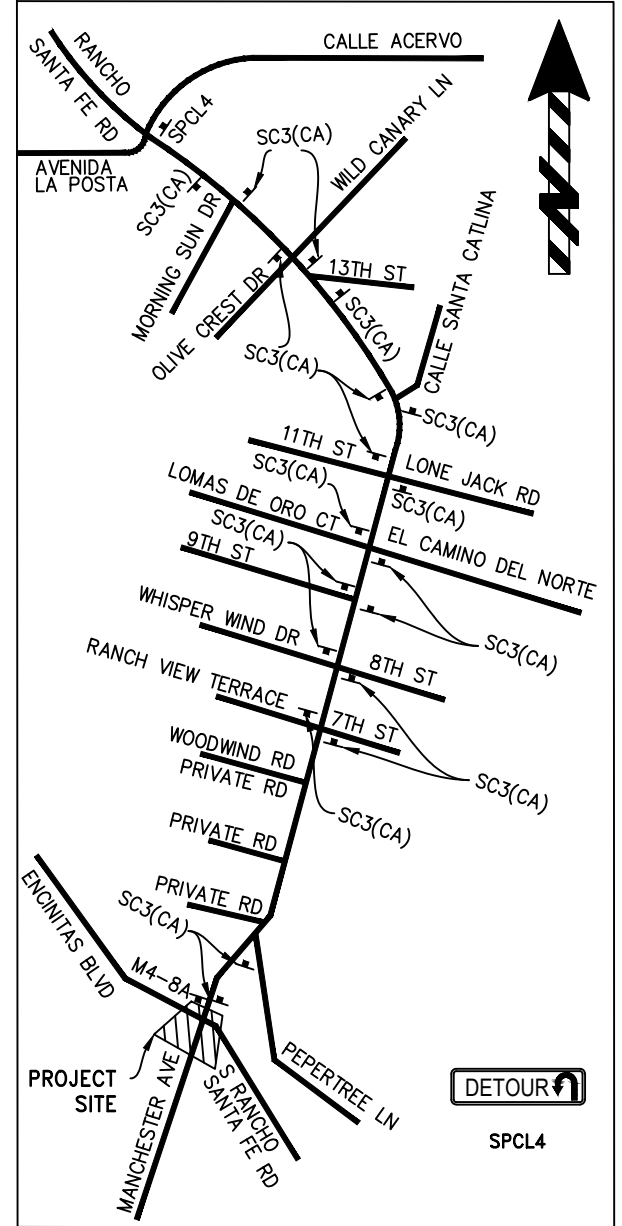 CALLE ACERVO
RANCHO
SANTA FE RD
SPCL4
SC3(CA)
WILD CANARY LN
AVENIDA
LA POSTA
SC3(CA)
MORNING SUN DR
OLIVE CREST DR
13TH ST
SC3(CA)
CALLE SANTA CATLINA
SC3(CA)
SC3(CA)
11TH ST
LONE JACK RD
SC3(CA)
SC3(CA)
LOMAS DE ORO CT
EL CAMINO DEL NORTE
SC3(CA)
9TH ST
SC3(CA)
WHISPER WIND DR
8TH ST
RANCH VIEW TERRACE
7TH ST
SC3(CA)
WOODWIND RD
PRIVATE RD
SC3(CA)
PRIVATE RD
PRIVATE RD
SC3(CA)
ENCINITAS BLVD
M4-8A
PROJECT
SITE
MANCHESTER AVE
S RANCHO
SANTA FE RD
PEPERTREE LN
DETOUR
SPCL4